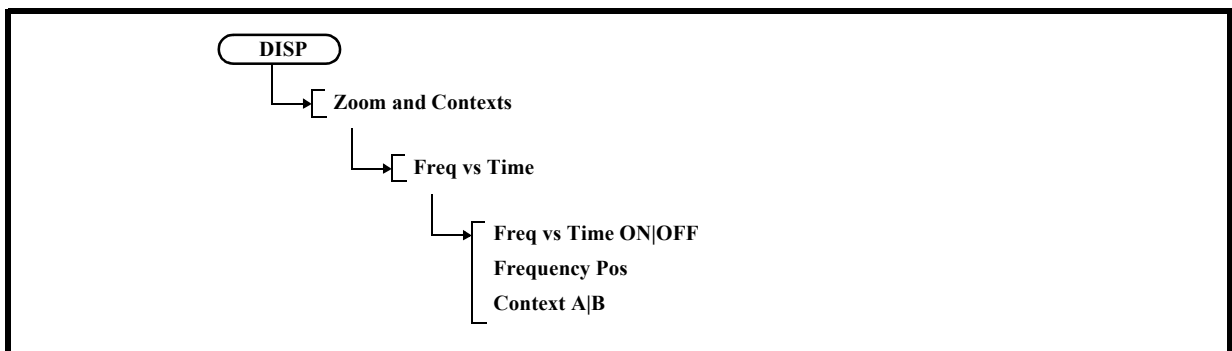 DISP
Zoom and Contexts
Freq vs Time
Freq vs Time ON|OFF
Frequency Pos
Context A|B